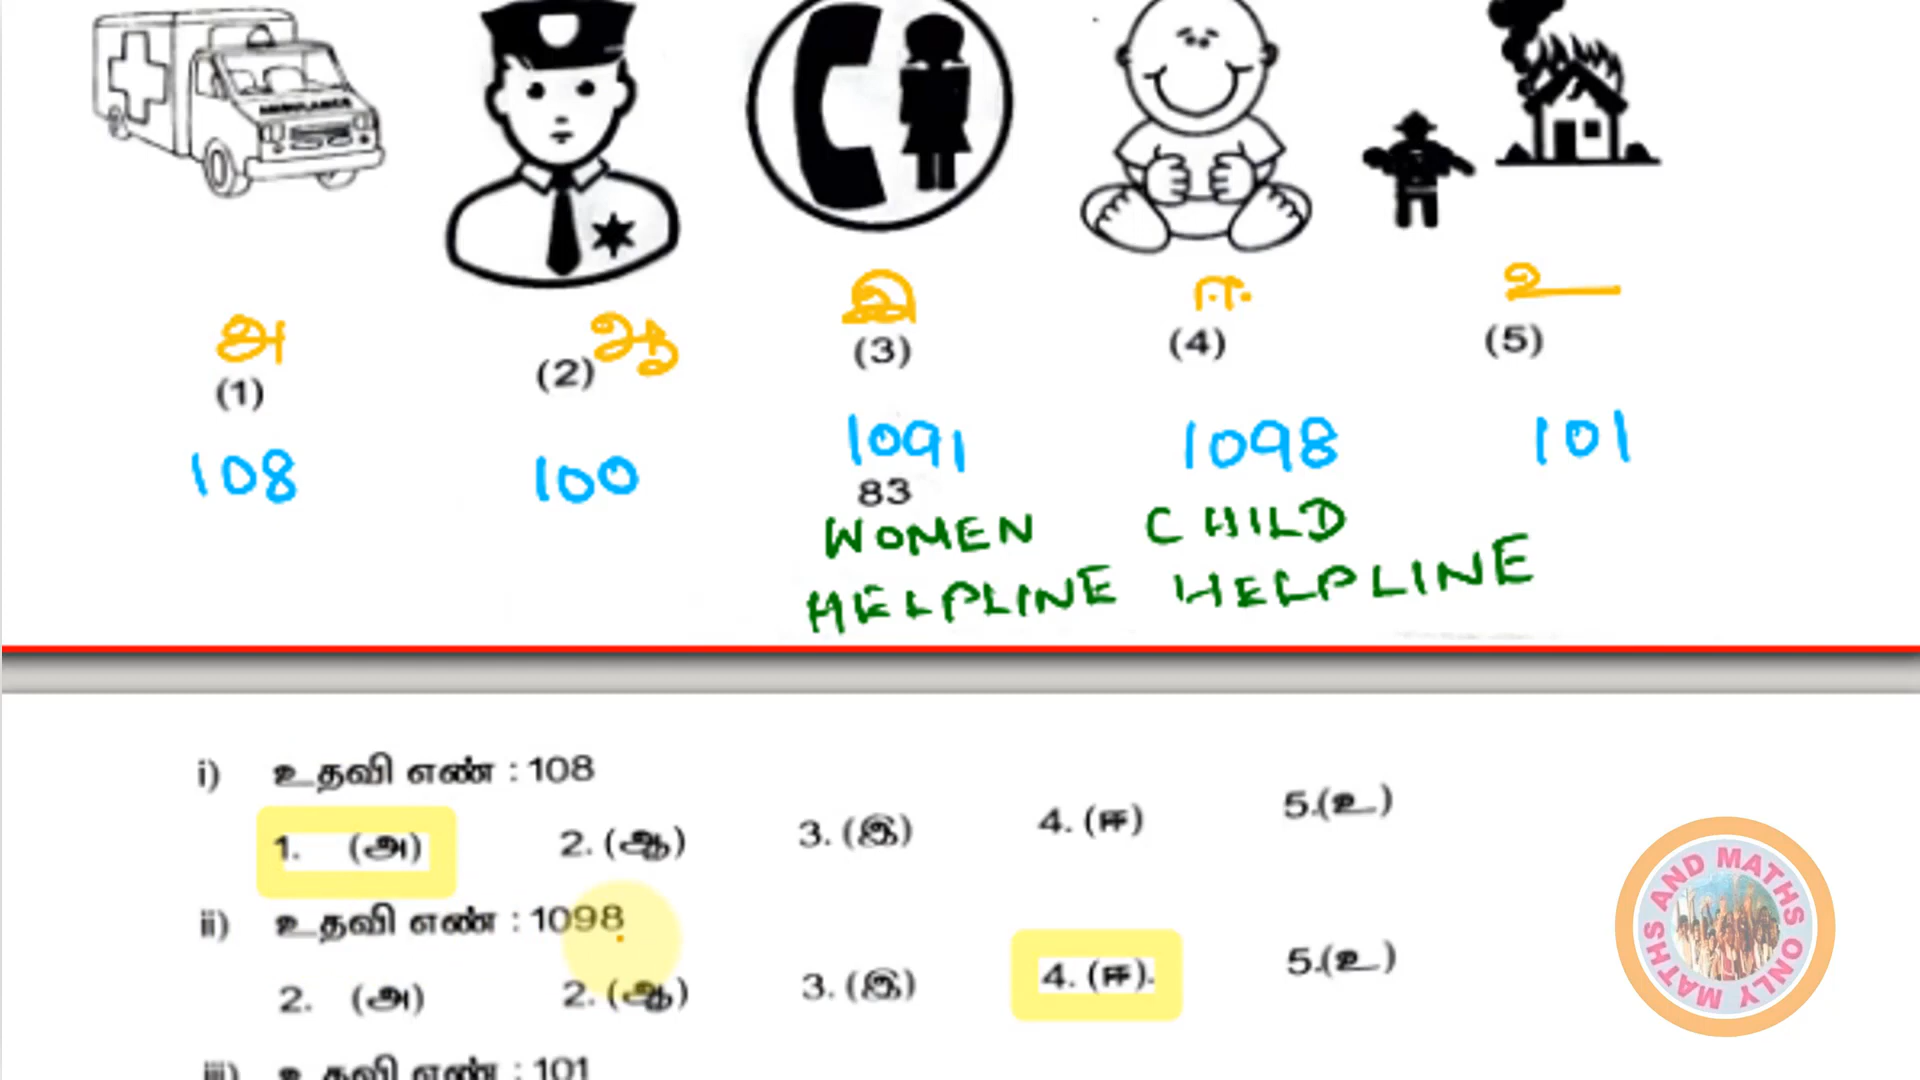 AMBULANCE
அ ஆ இ ஈ உ
(1) (2) (3) (4) (5)
108 100 1091 1098 101
83
WOMEN CHILD
HELPLINE HELPLINE
i) உதவி எண் : 108
1. (அ) 2. (ஆ) 3. (இ) 4. (ஈ) 5.(உ)
ii) உதவி எண் : 1098
2. (அ) 2. (ஆ) 3. (இ) 4. (ஈ). 5.(உ)
iii) உதவி எண் : 101
MATHS AND MATHS ONLY